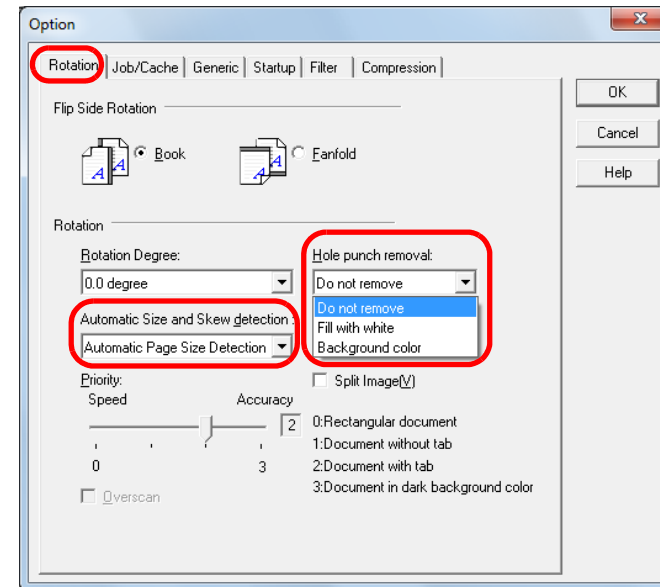 Option
Rotation Job/Cache Generic Startup Filter Compression
OK
Cancel
Help
Flip Side Rotation
A A Book
A A Fanfold
Rotation
Rotation Degree:
0.0 degree
Hole punch removal:
Do not remove
Do not remove
Fill with white
Background color
Automatic Size and Skew detection :
Automatic Page Size Detection
Priority:
Speed Accuracy
2
0 3
Overscan
Split Image(V)
0:Rectangular document
1:Document without tab
2:Document with tab
3:Document in dark background color